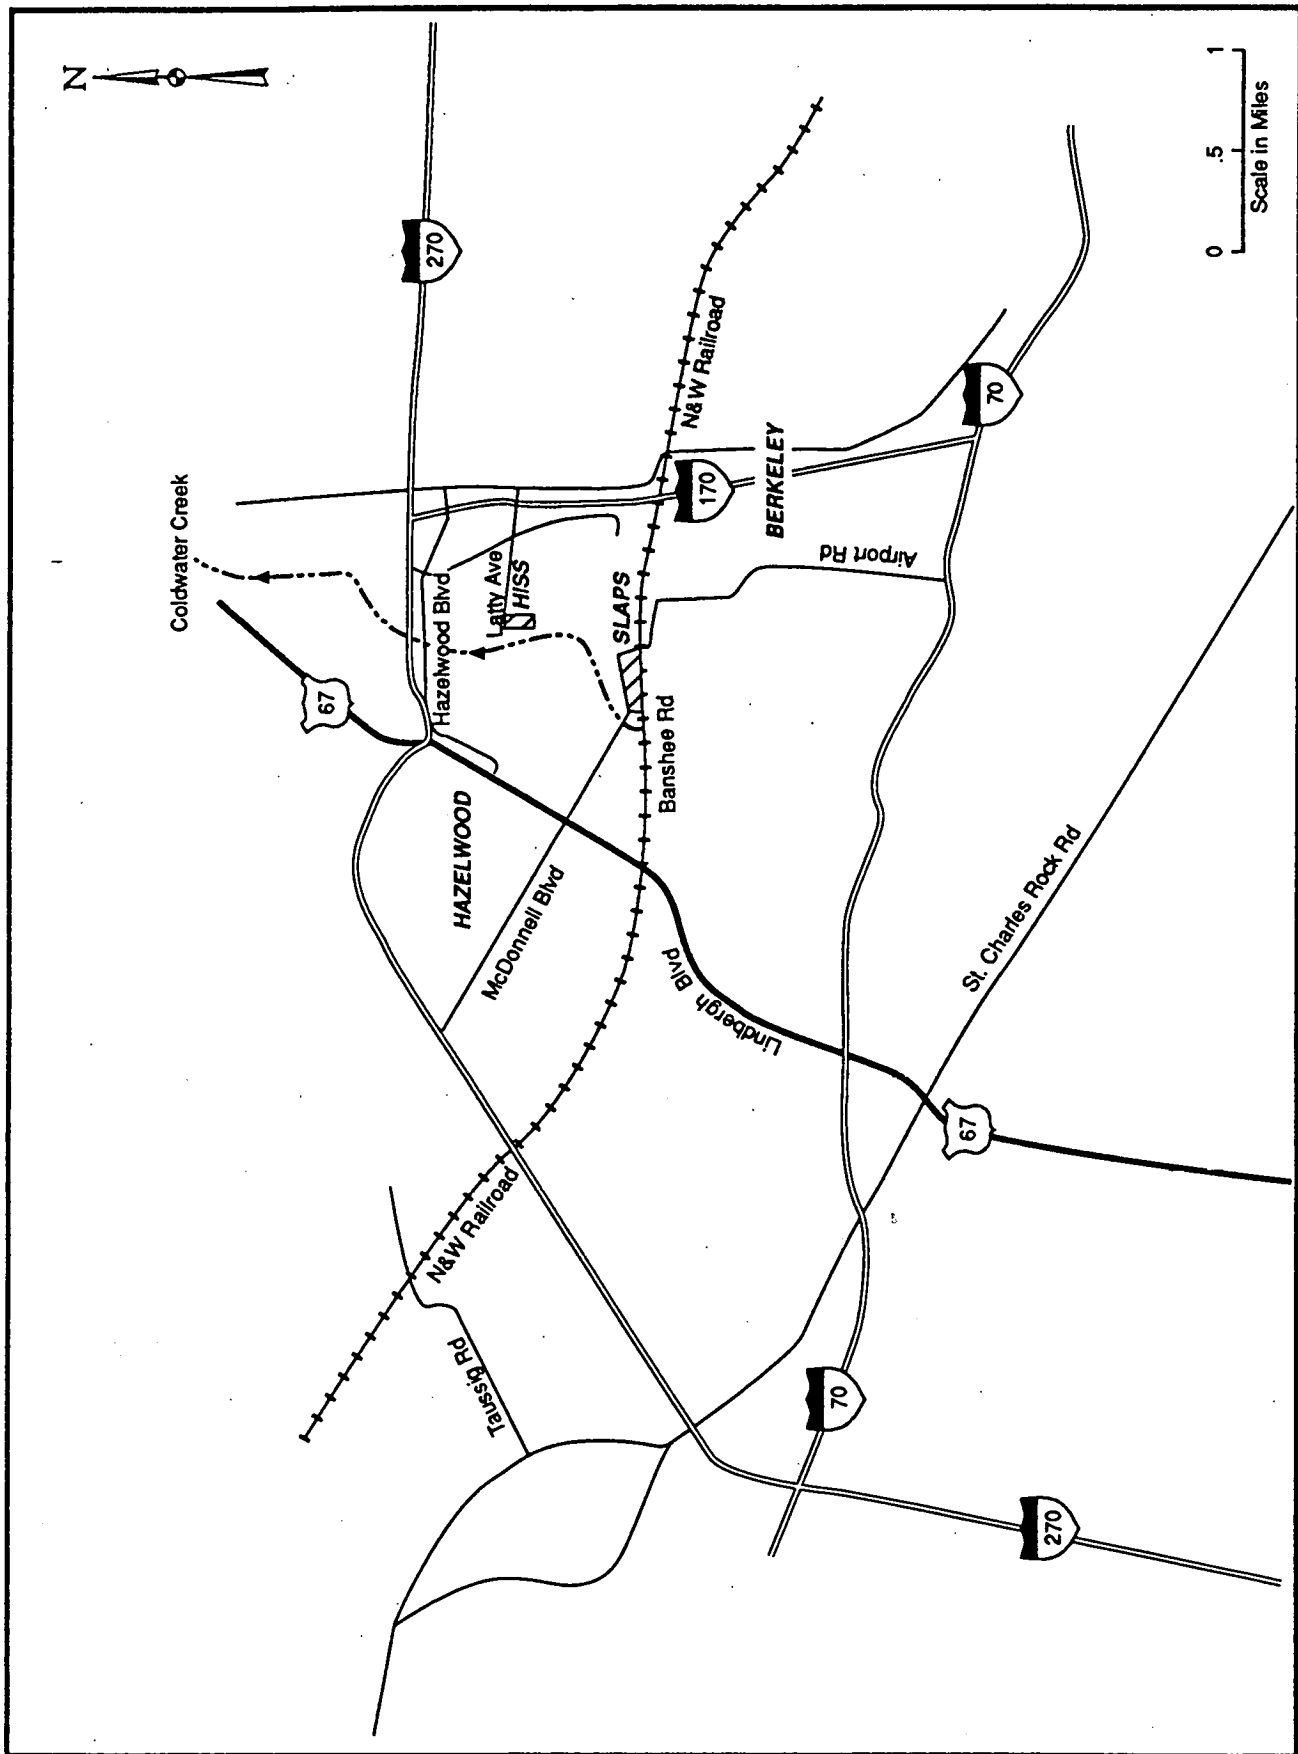 N
Coldwater Creek
67
270
Hazelwood Blvd
Latty Ave
HISS
HAZELWOOD
McDonnell Blvd
SLAPS
Banshee Rd
N&W Railroad
170
BERKELEY
Airport Rd
Lindbergh Blvd
N&W Railroad
Taussig Rd
70
St. Charles Rock Rd
67
70
270
0 .5 1
Scale in Miles